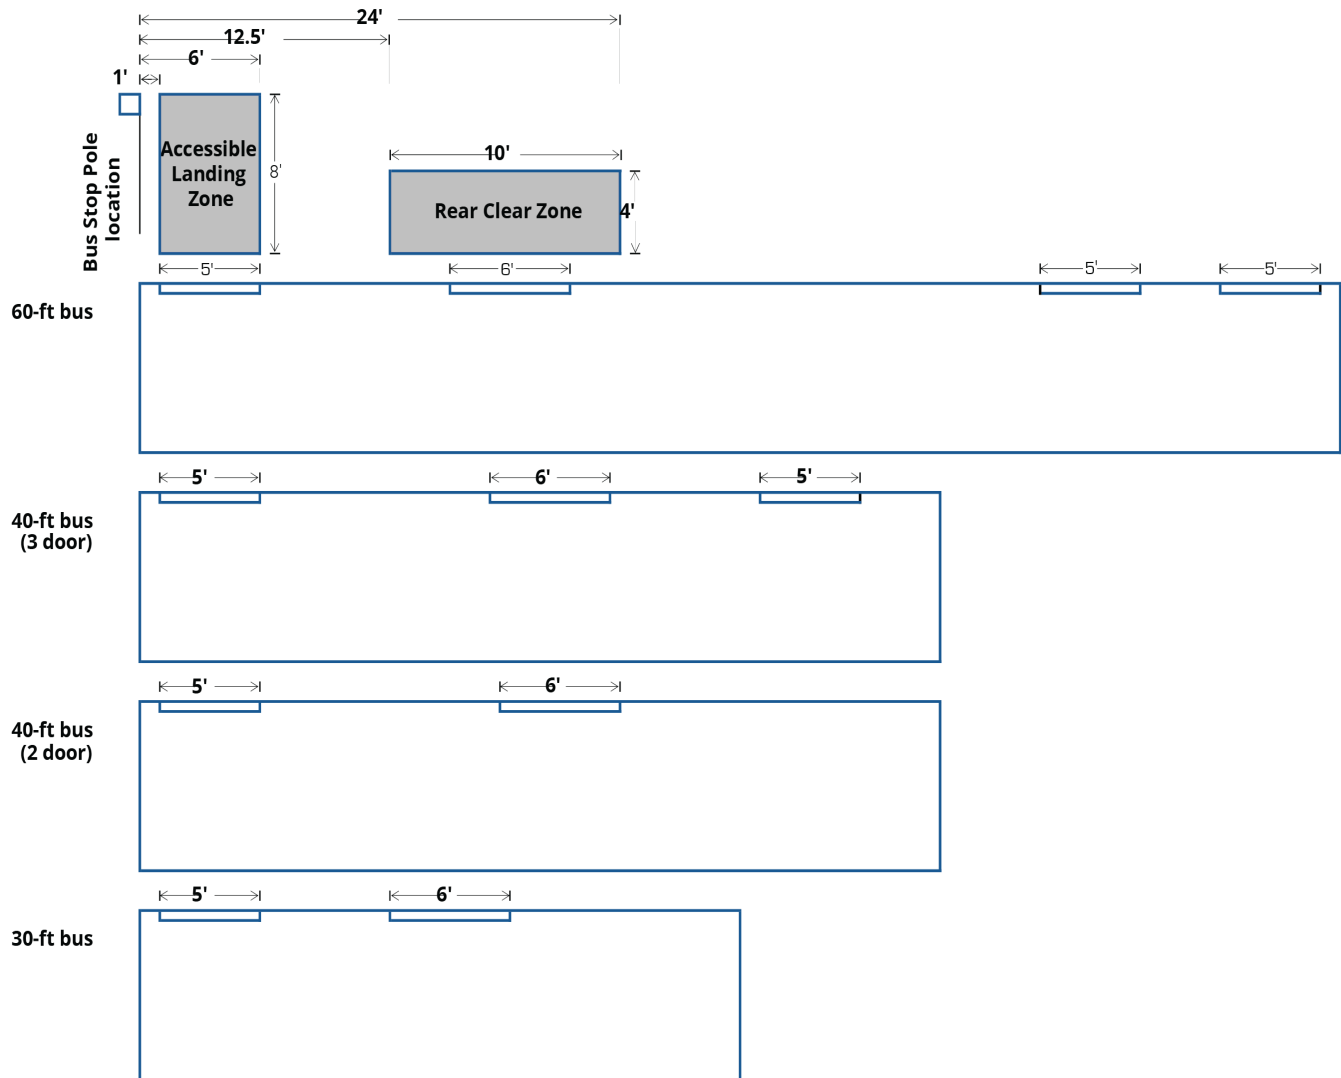 24'
12.5'
6'
1'
Bus Stop Pole
location
Accessible
Landing
Zone
8'
10'
Rear Clear Zone
4'
5'
6'
5'
5'
60-ft bus
5'
6'
5'
40-ft bus
(3 door)
5'
6'
40-ft bus
(2 door)
5'
6'
30-ft bus